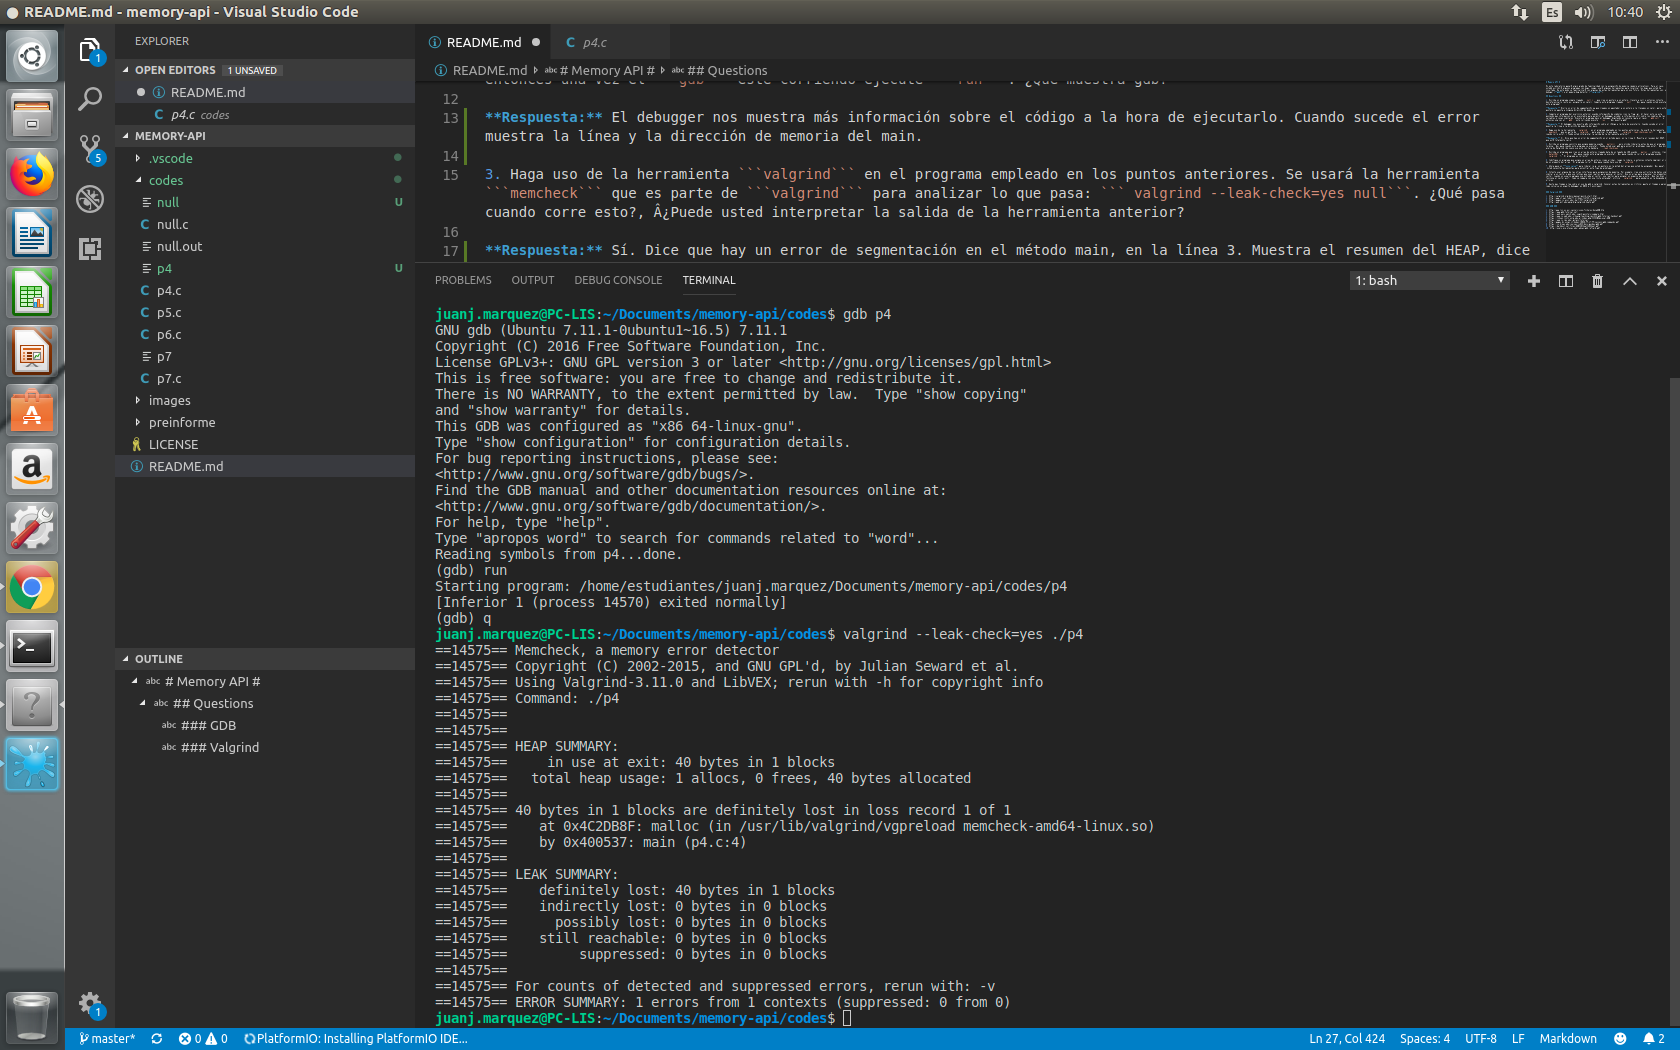 README.md - memory-api - Visual Studio Code
Es
10:40
EXPLORER
OPEN EDITORS 1 UNSAVED
README.md
p4.c codes
MEMORY-API
.vscode
codes
null U
null.c
null.out
p4 U
p4.c
p5.c
p6.c
p7
p7.c
images
preinforme
LICENSE
README.md
OUTLINE
abc # Memory API #
abc ## Questions
abc ### GDB
abc ### Valgrind
1
5
1
README.md
C p4.c
README.md abc # Memory API # abc ## Questions
12
13 **Respuesta:** El debugger nos muestra más información sobre el código a la hora de ejecutarlo. Cuando sucede el error
muestra la línea y la dirección de memoria del main.
14
15 3. Haga uso de la herramienta ```valgrind``` en el programa empleado en los puntos anteriores. Se usará la herramienta
```memcheck``` que es parte de ```valgrind``` para analizar lo que pasa: ``` valgrind --leak-check=yes null```. ¿Qué pasa
cuando corre esto?, Â¿Puede usted interpretar la salida de la herramienta anterior?
16
17 **Respuesta:** Sí. Dice que hay un error de segmentación en el método main, en la línea 3. Muestra el resumen del HEAP, dice
PROBLEMS OUTPUT DEBUG CONSOLE TERMINAL
1: bash
juanj.marquez@PC-LIS:~/Documents/memory-api/codes$ gdb p4
GNU gdb (Ubuntu 7.11.1-0ubuntu1~16.5) 7.11.1
Copyright (C) 2016 Free Software Foundation, Inc.
License GPLv3+: GNU GPL version 3 or later <http://gnu.org/licenses/gpl.html>
This is free software: you are free to change and redistribute it.
There is NO WARRANTY, to the extent permitted by law.  Type "show copying"
and "show warranty" for details.
This GDB was configured as "x86 64-linux-gnu".
Type "show configuration" for configuration details.
For bug reporting instructions, please see:
<http://www.gnu.org/software/gdb/bugs/>.
Find the GDB manual and other documentation resources online at:
<http://www.gnu.org/software/gdb/documentation/>.
For help, type "help".
Type "apropos word" to search for commands related to "word"...
Reading symbols from p4...done.
(gdb) run
Starting program: /home/estudiantes/juanj.marquez/Documents/memory-api/codes/p4
[Inferior 1 (process 14570) exited normally]
(gdb) q
juanj.marquez@PC-LIS:~/Documents/memory-api/codes$ valgrind --leak-check=yes ./p4
==14575== Memcheck, a memory error detector
==14575== Copyright (C) 2002-2015, and GNU GPL'd, by Julian Seward et al.
==14575== Using Valgrind-3.11.0 and LibVEX; rerun with -h for copyright info
==14575== Command: ./p4
==14575==
==14575==
==14575== HEAP SUMMARY:
==14575==     in use at exit: 40 bytes in 1 blocks
==14575==   total heap usage: 1 allocs, 0 frees, 40 bytes allocated
==14575==
==14575== 40 bytes in 1 blocks are definitely lost in loss record 1 of 1
==14575==    at 0x4C2DB8F: malloc (in /usr/lib/valgrind/vgpreload memcheck-amd64-linux.so)
==14575==    by 0x400537: main (p4.c:4)
==14575==
==14575== LEAK SUMMARY:
==14575==    definitely lost: 40 bytes in 1 blocks
==14575==    indirectly lost: 0 bytes in 0 blocks
==14575==      possibly lost: 0 bytes in 0 blocks
==14575==    still reachable: 0 bytes in 0 blocks
==14575==         suppressed: 0 bytes in 0 blocks
==14575==
==14575== For counts of detected and suppressed errors, rerun with: -v
==14575== ERROR SUMMARY: 1 errors from 1 contexts (suppressed: 0 from 0)
juanj.marquez@PC-LIS:~/Documents/memory-api/codes$
master* 0 0 PlatformIO: Installing PlatformIO IDE... Ln 27, Col 424 Spaces: 4 UTF-8 LF Markdown 2